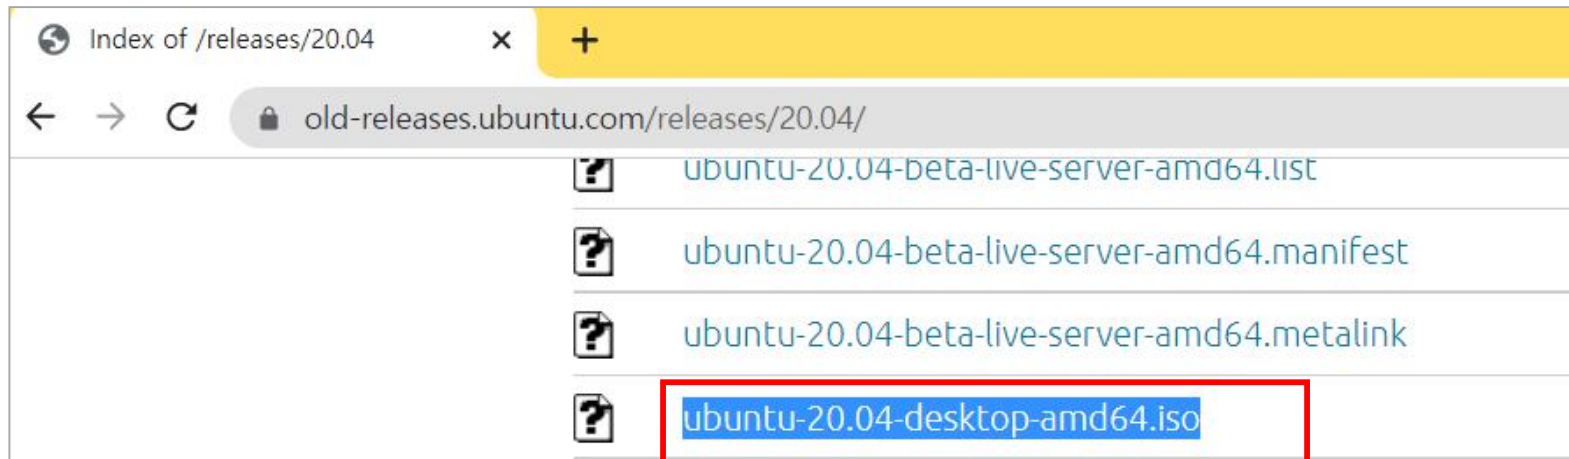 Index of /releases/20.04
old-releases.ubuntu.com/releases/20.04/
ubuntu-20.04-beta-live-server-amd64.list
ubuntu-20.04-beta-live-server-amd64.manifest
ubuntu-20.04-beta-live-server-amd64.metalink
ubuntu-20.04-desktop-amd64.iso